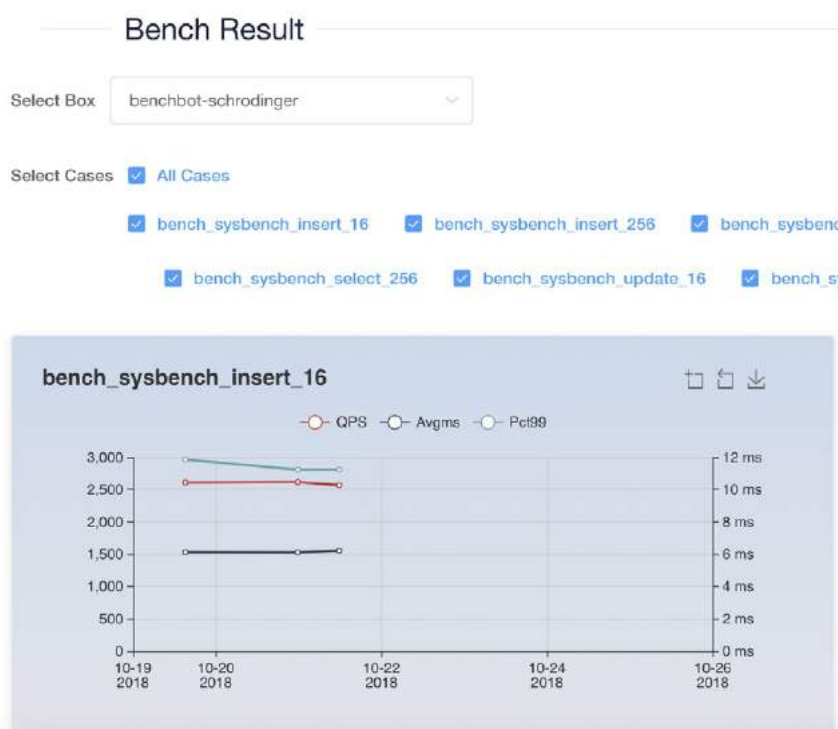 Bench Result
Select Box benchbot-schrodinger
Select Cases All Cases
bench_sysbench_insert_16 bench_sysbench_insert_256
bench_sysbench_select_256 bench_sysbench_update_16
bench_sysbench_insert_16
QPS Avgms Pct99
3,000 12 ms
2,500 10 ms
2,000 8 ms
1,500 6 ms
1,000 4 ms
500 2 ms
0 0 ms
10-19 10-20 10-22 10-24 10-26
2018 2018 2018 2018 2018